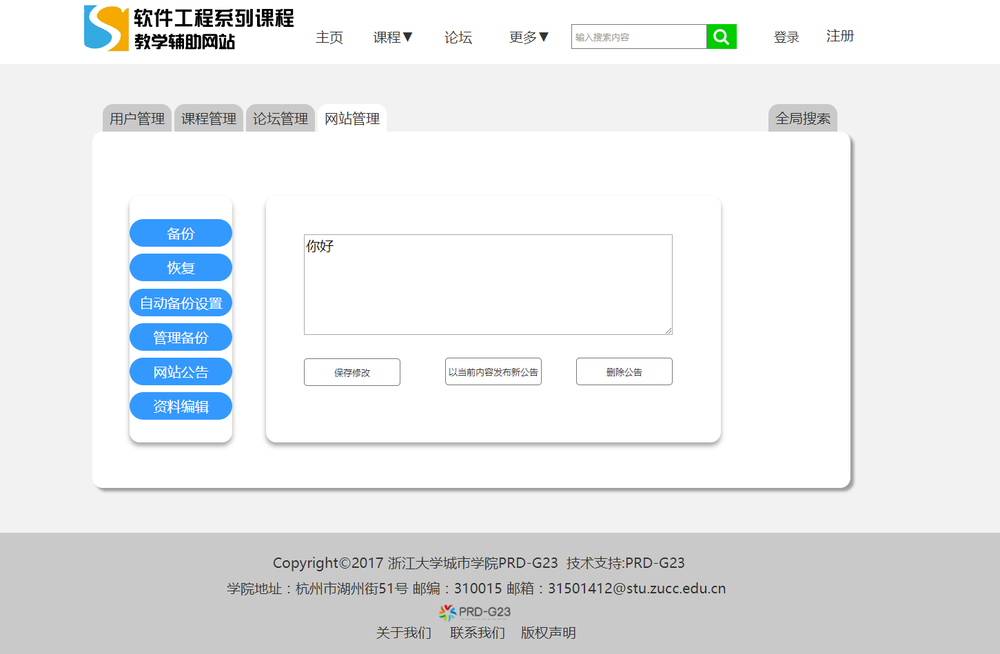 软件工程系列课程
教学辅助网站
主页 课程▼ 论坛 更多▼ 输入搜索内容 登录 注册
用户管理 课程管理 论坛管理 网站管理 全局搜索
备份
恢复
自动备份设置
管理备份
网站公告
资料编辑
你好
保存修改 以当前内容发布新公告 删除公告
Copyright©2017 浙江大学城市学院PRD-G23 技术支持:PRD-G23
学院地址：杭州市湖州街51号 邮编：310015 邮箱：31501412@stu.zucc.edu.cn
PRD-G23
关于我们 联系我们 版权声明